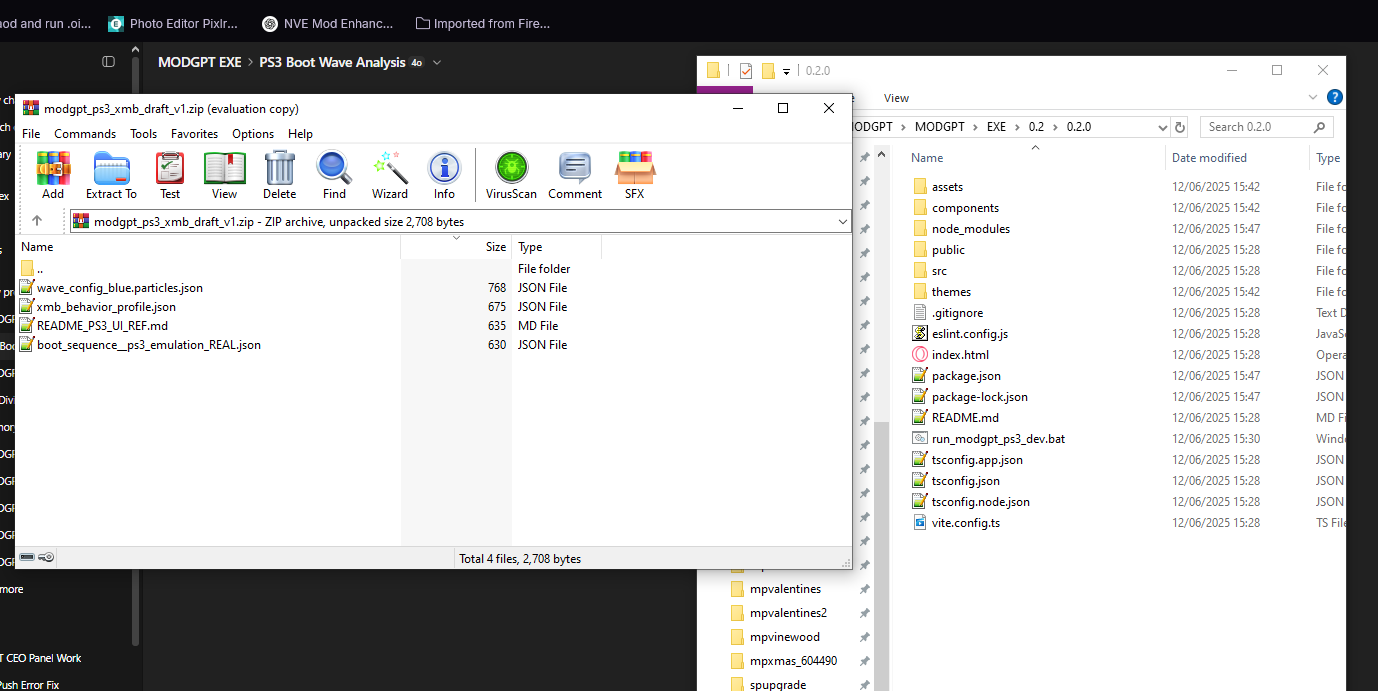 nod and run .oi...
Photo Editor Pixlr...
NVE Mod Enhanc...
Imported from Fire...
MODGPT EXE > PS3 Boot Wave Analysis 4o
modgpt_ps3_xmb_draft_v1.zip (evaluation copy)
File Commands Tools Favorites Options Help
Add Extract To Test View Delete Find Wizard Info VirusScan Comment SFX
modgpt_ps3_xmb_draft_v1.zip - ZIP archive, unpacked size 2,708 bytes
Name Size Type
.. File folder
wave_config_blue.particles.json 768 JSON File
xmb_behavior_profile.json 675 JSON File
README_PS3_UI_REF.md 635 MD File
boot_sequence__ps3_emulation_REAL.json 630 JSON File
Total 4 files, 2,708 bytes
0.2.0
View
ODGPT > MODGPT > EXE > 0.2 > 0.2.0
Search 0.2.0
Name Date modified Type
assets 12/06/2025 15:42 File fo
components 12/06/2025 15:42 File fo
node_modules 12/06/2025 15:47 File fo
public 12/06/2025 15:28 File fo
src 12/06/2025 15:28 File fo
themes 12/06/2025 15:42 File fo
.gitignore 12/06/2025 15:28 Text D
eslint.config.js 12/06/2025 15:28 JavaS
index.html 12/06/2025 15:28 Opera
package.json 12/06/2025 15:47 JSON
package-lock.json 12/06/2025 15:47 JSON
README.md 12/06/2025 15:28 MD Fi
run_modgpt_ps3_dev.bat 12/06/2025 15:30 Windo
tsconfig.app.json 12/06/2025 15:28 JSON
tsconfig.json 12/06/2025 15:28 JSON
tsconfig.node.json 12/06/2025 15:28 JSON
vite.config.ts 12/06/2025 15:28 TS File
mpvalentines
mpvalentines2
mpvinewood
mpxmas_604490
spupgrade
more
T CEO Panel Work
Push Error Fix